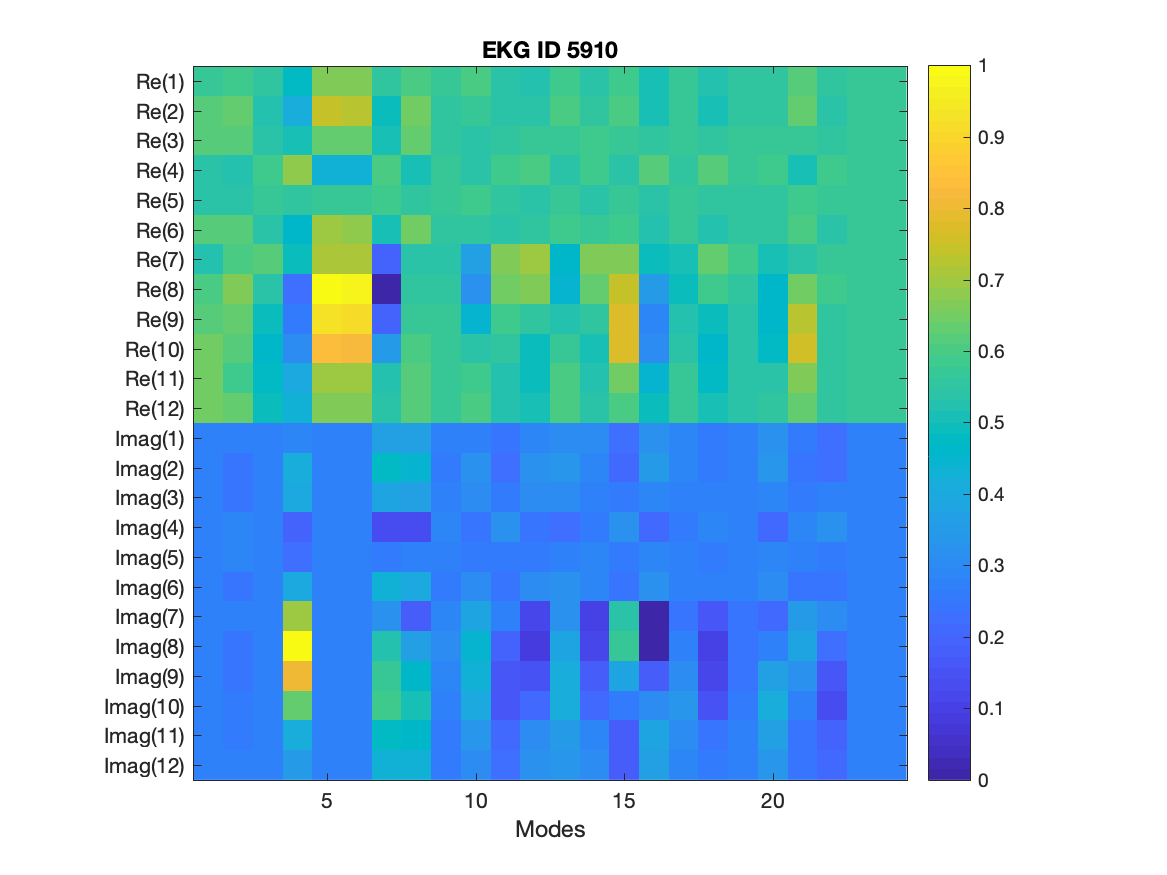 EKG ID 5910
Re(1)
Re(2)
Re(3)
Re(4)
Re(5)
Re(6)
Re(7)
Re(8)
Re(9)
Re(10)
Re(11)
Re(12)
Imag(1)
Imag(2)
Imag(3)
Imag(4)
Imag(5)
Imag(6)
Imag(7)
Imag(8)
Imag(9)
Imag(10)
Imag(11)
Imag(12)
5 10 15 20
Modes
1
0.9
0.8
0.7
0.6
0.5
0.4
0.3
0.2
0.1
0